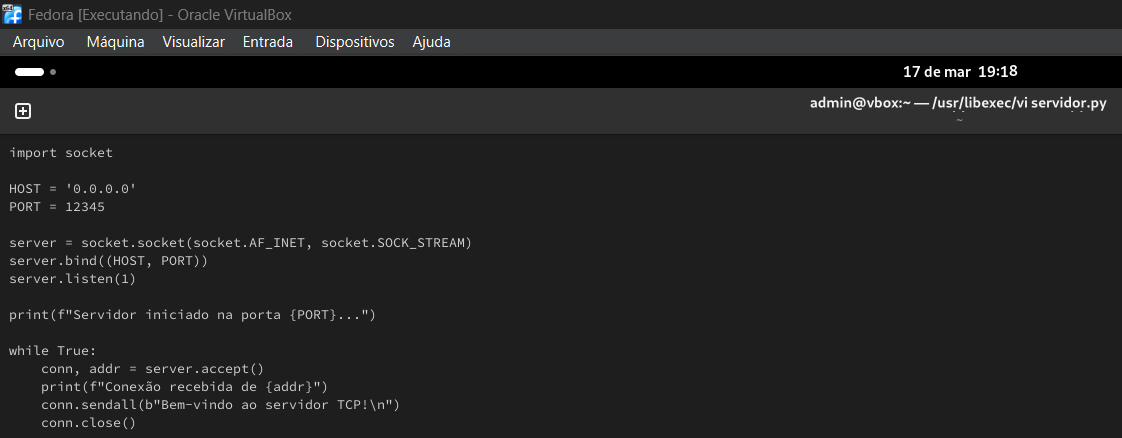 Fedora [Executando] - Oracle VirtualBox
Arquivo Máquina Visualizar Entrada Dispositivos Ajuda
17 de mar 19:18
admin@vbox:~ — /usr/libexec/vi servidor.py
~
import socket

HOST = '0.0.0.0'
PORT = 12345

server = socket.socket(socket.AF_INET, socket.SOCK_STREAM)
server.bind((HOST, PORT))
server.listen(1)

print(f"Servidor iniciado na porta {PORT}...")

while True:
    conn, addr = server.accept()
    print(f"Conexão recebida de {addr}")
    conn.sendall(b"Bem-vindo ao servidor TCP!\n")
    conn.close()